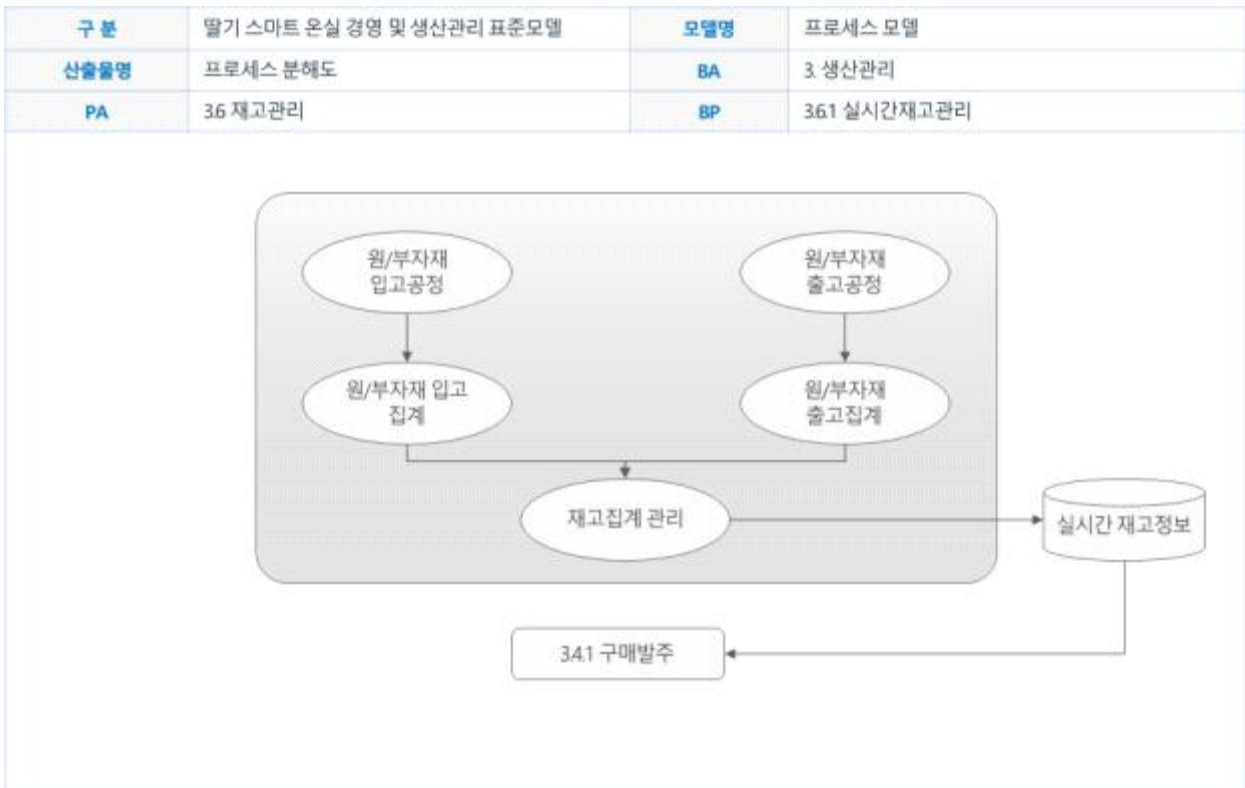 구 분 딸기 스마트 온실 경영 및 생산관리 표준모델 모델명 프로세스 모델
산출물명 프로세스 분해도 BA 3. 생산관리
PA 3.6 재고관리 BP 3.6.1 실시간재고관리
원/부자재
입고공정
원/부자재
출고공정
원/부자재 입고
집계
원/부자재
출고집계
재고집계 관리
실시간 재고정보
3.4.1 구매발주